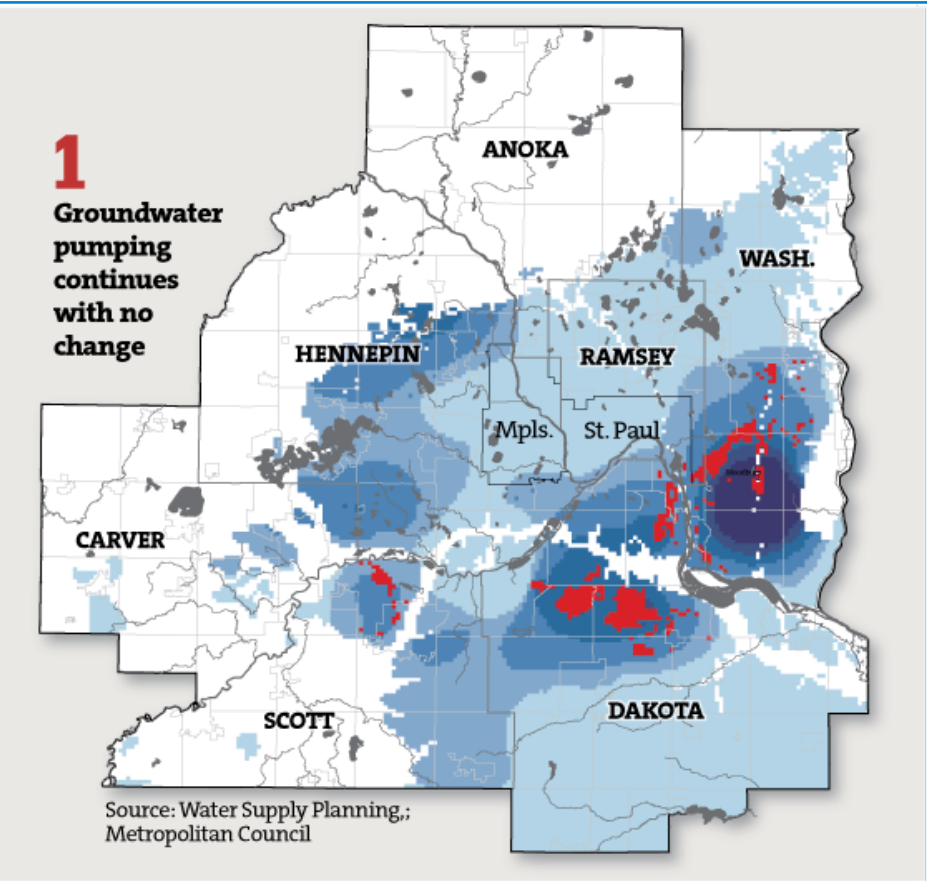 1
Groundwater
pumping
continues
with no
change
ANOKA
WASH.
HENNEPIN
RAMSEY
Mpls.
St. Paul
CARVER
SCOTT
DAKOTA
Source: Water Supply Planning,;
Metropolitan Council